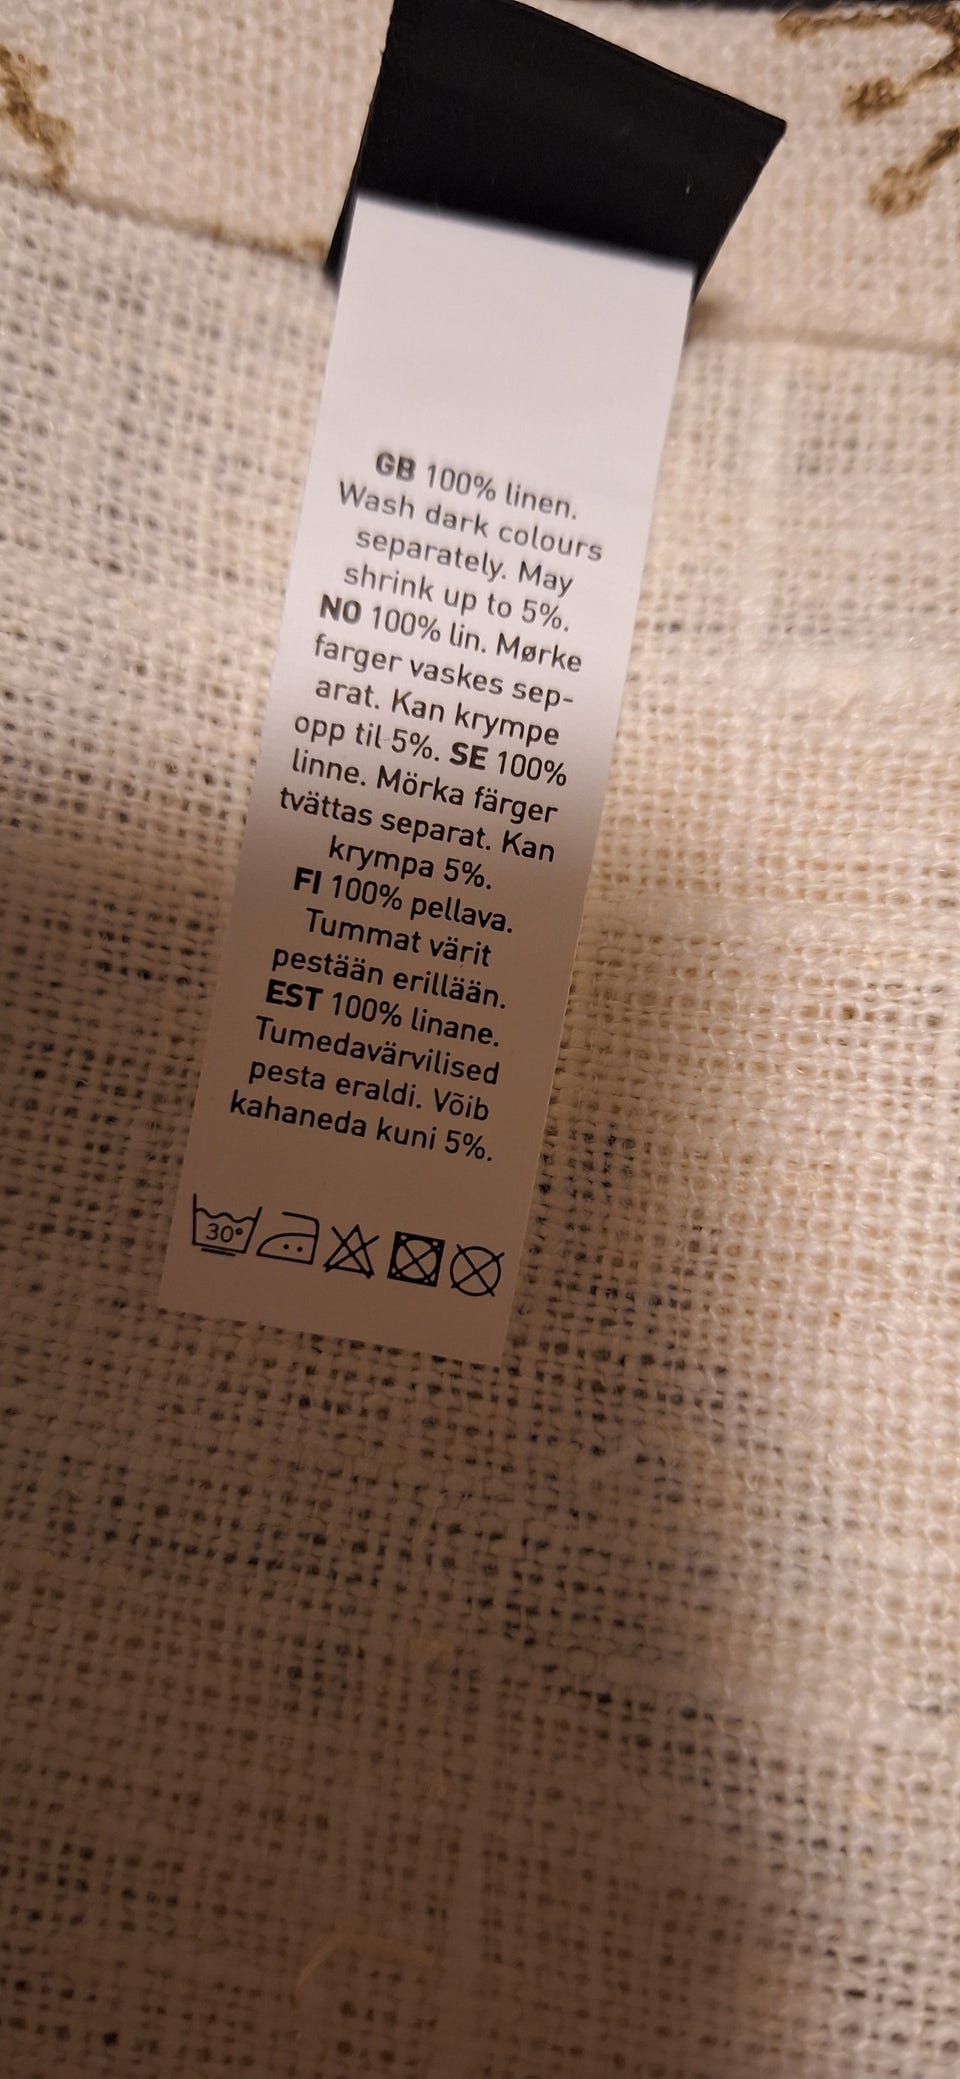 GB 100% linen.
Wash dark colours
separately. May
shrink up to 5%.
NO 100% lin. Mørke
farger vaskes sep-
arat. Kan krympe
opp til 5%. SE 100%
linne. Mörka färger
tvättas separat. Kan
krympa 5%.
FI 100% pellava.
Tummat värit
pestään erillään.
EST 100% linane.
Tumedavärvilised
pesta eraldi. Võib
kahaneda kuni 5%.
30°